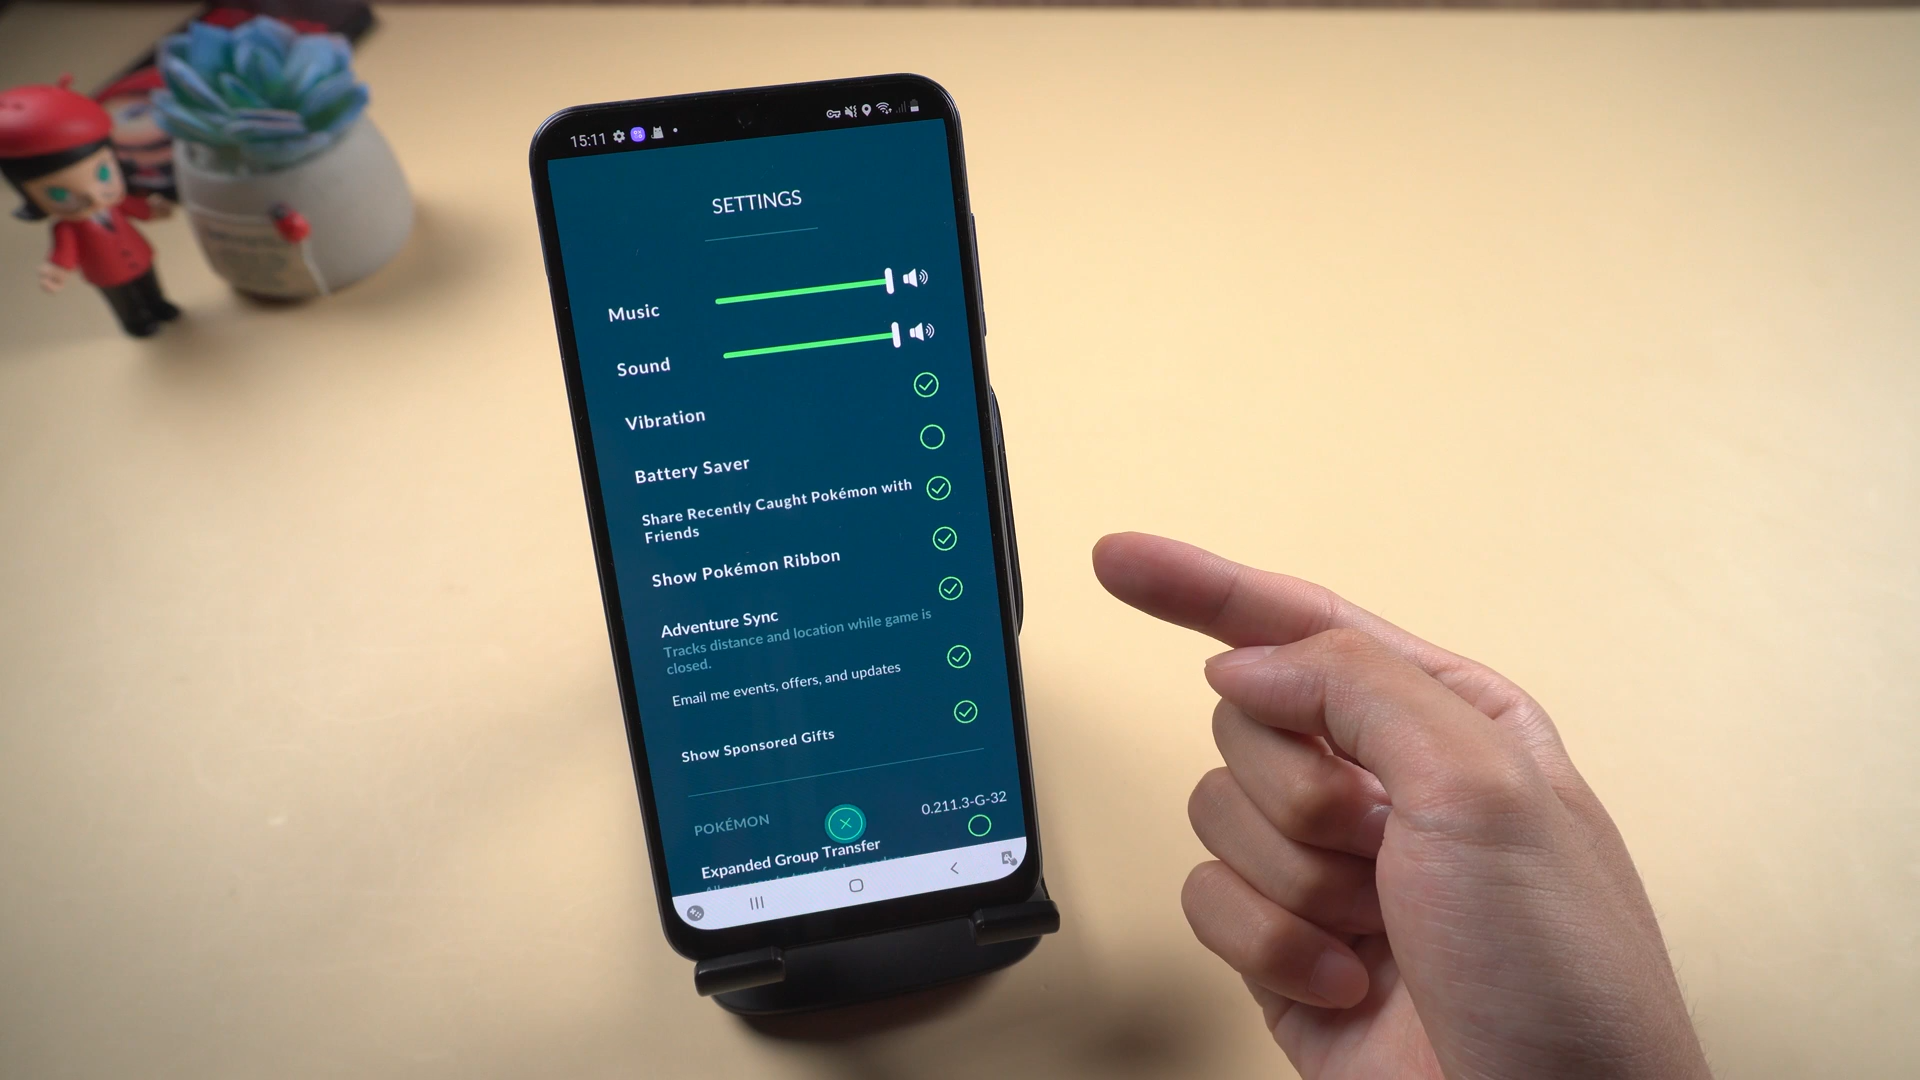 15:11
SETTINGS
Music
Sound
Vibration
Battery Saver
Share Recently Caught Pokémon with
Friends
Show Pokémon Ribbon
Adventure Sync
Tracks distance and location while game is
closed.
Email me events, offers, and updates
Show Sponsored Gifts
POKÉMON
0.211.3-G-32
Expanded Group Transfer